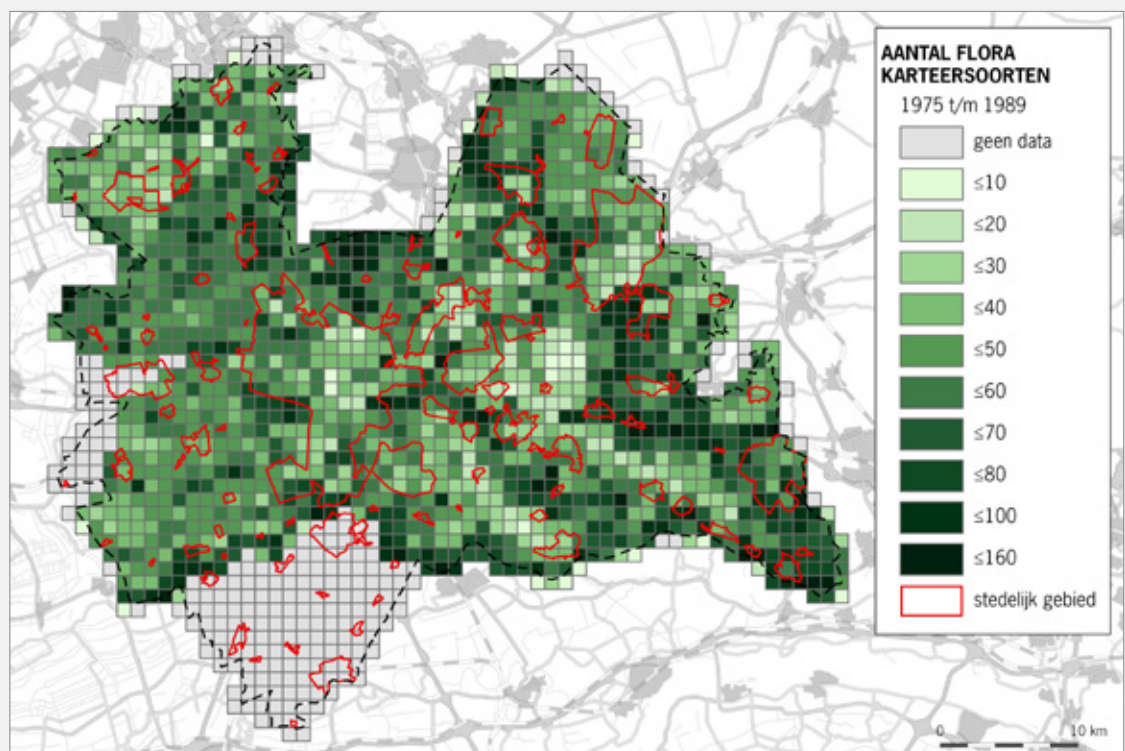 AANTAL FLORA
KARTEERSOORTEN
1975 t/m 1989
geen data
≤10
≤20
≤30
≤40
≤50
≤60
≤70
≤80
≤100
≤160
stedelijk gebied
0 10 km